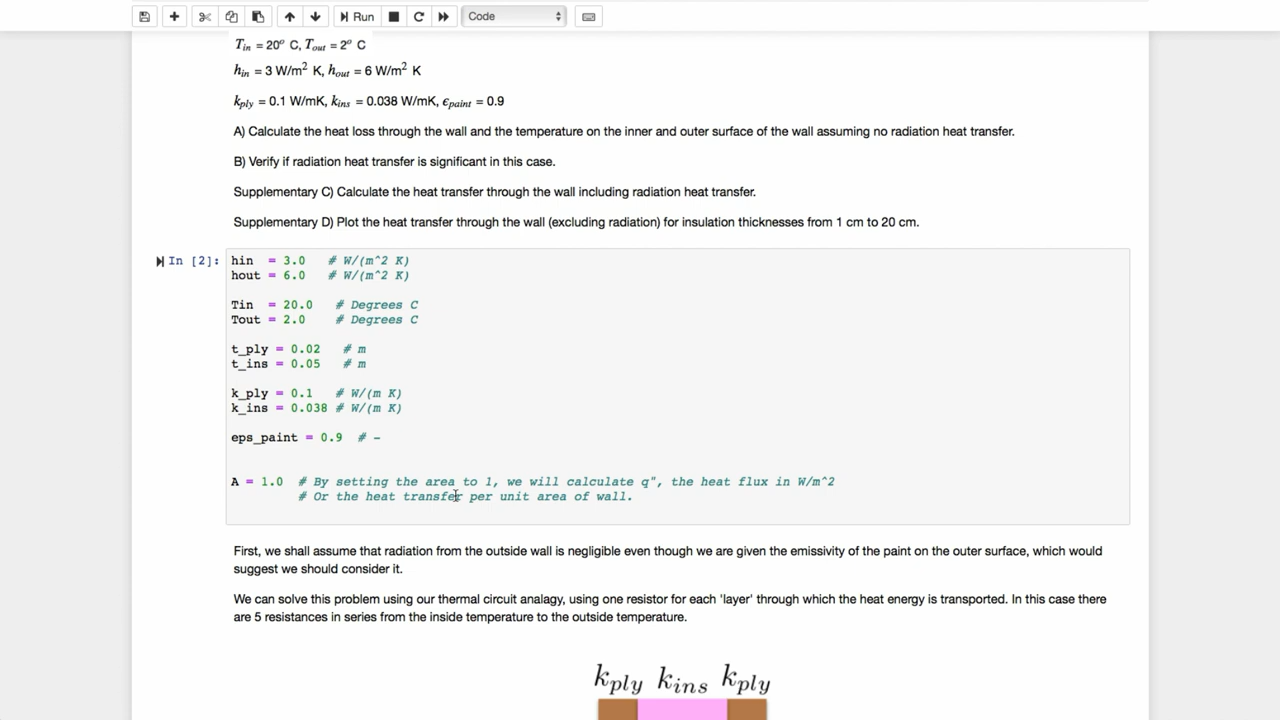 Run Code
T_in = 20° C, T_out = 2° C
h_in = 3 W/m² K, h_out = 6 W/m² K
k_ply = 0.1 W/mK, k_ins = 0.038 W/mK, ϵ_paint = 0.9
A) Calculate the heat loss through the wall and the temperature on the inner and outer surface of the wall assuming no radiation heat transfer.
B) Verify if radiation heat transfer is significant in this case.
Supplementary C) Calculate the heat transfer through the wall including radiation heat transfer.
Supplementary D) Plot the heat transfer through the wall (excluding radiation) for insulation thicknesses from 1 cm to 20 cm.
In [2]: hin = 3.0 # W/(m^2 K)
hout = 6.0 # W/(m^2 K)
Tin = 20.0 # Degrees C
Tout = 2.0 # Degrees C
t_ply = 0.02 # m
t_ins = 0.05 # m
k_ply = 0.1 # W/(m K)
k_ins = 0.038 # W/(m K)
eps_paint = 0.9 # -
A = 1.0 # By setting the area to 1, we will calculate q", the heat flux in W/m^2
# Or the heat transfer per unit area of wall.
First, we shall assume that radiation from the outside wall is negligible even though we are given the emissivity of the paint on the outer surface, which would
suggest we should consider it.
We can solve this problem using our thermal circuit analagy, using one resistor for each 'layer' through which the heat energy is transported. In this case there
are 5 resistances in series from the inside temperature to the outside temperature.
k_ply k_ins k_ply